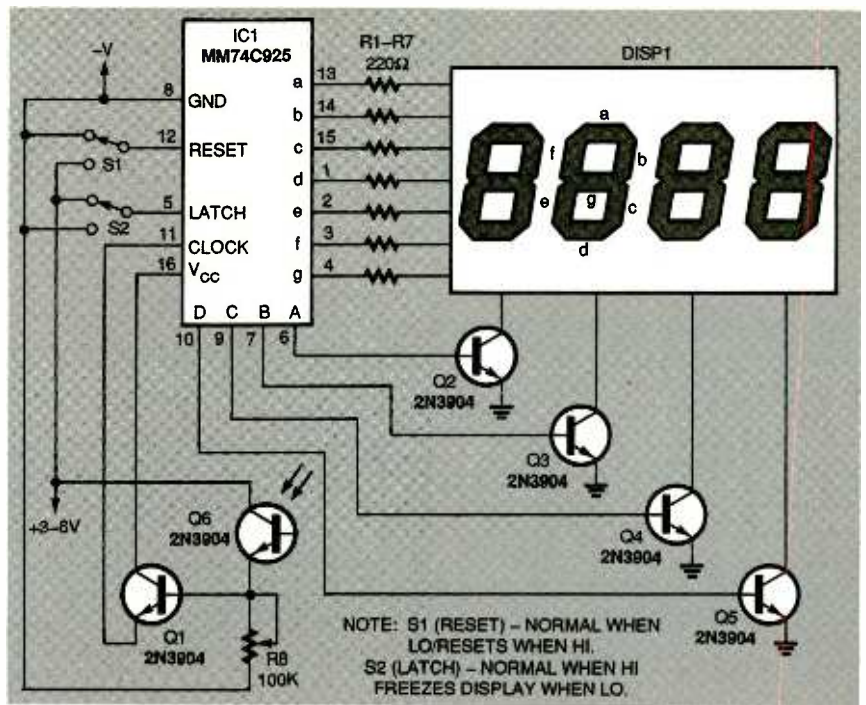 IC1
MM74C925
-V
8
GND
12
RESET
S1
5
LATCH
S2
11
CLOCK
16
VCC
a 13
b 14
c 15
d 1
e 2
f 3
g 4
D C B A
10 9 7 6
R1–R7
220Ω
DISP1
a
f
b
g
e
c
d
Q2
2N3904
Q3
2N3904
Q4
2N3904
Q5
2N3904
+3–6V
Q6
2N3904
Q1
2N3904
R8
100K
NOTE: S1 (RESET) – NORMAL WHEN
LO/RESETS WHEN HI.
S2 (LATCH) – NORMAL WHEN HI
FREEZES DISPLAY WHEN LO.